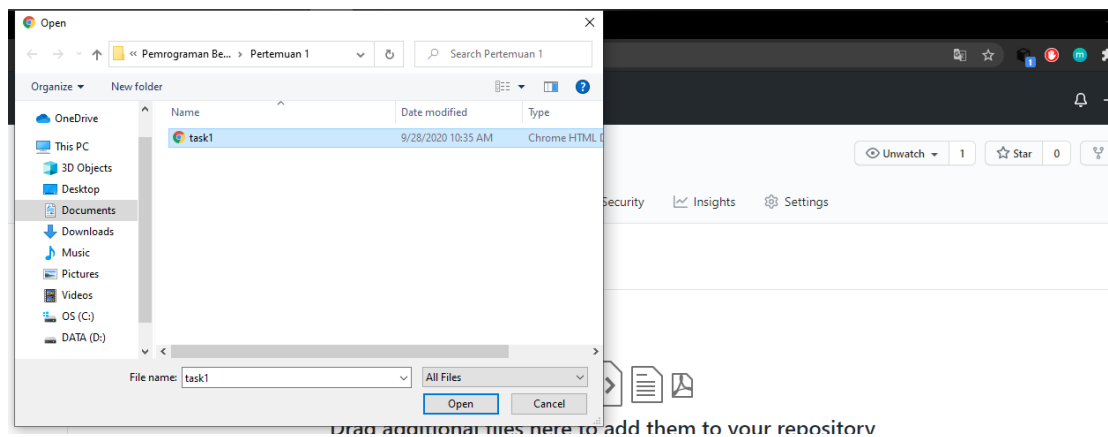 Open
Pemrograman Be... > Pertemuan 1
Search Pertemuan 1
Organize
New folder
Name
Date modified
Type
task1
9/28/2020 10:35 AM
Chrome HTML D
OneDrive
This PC
3D Objects
Desktop
Documents
Downloads
Music
Pictures
Videos
OS (C:)
DATA (D:)
File name:
task1
All Files
Open
Cancel
1
m
Unwatch
1
Star
0
Security
Insights
Settings
Drag additional files here to add them to your repository